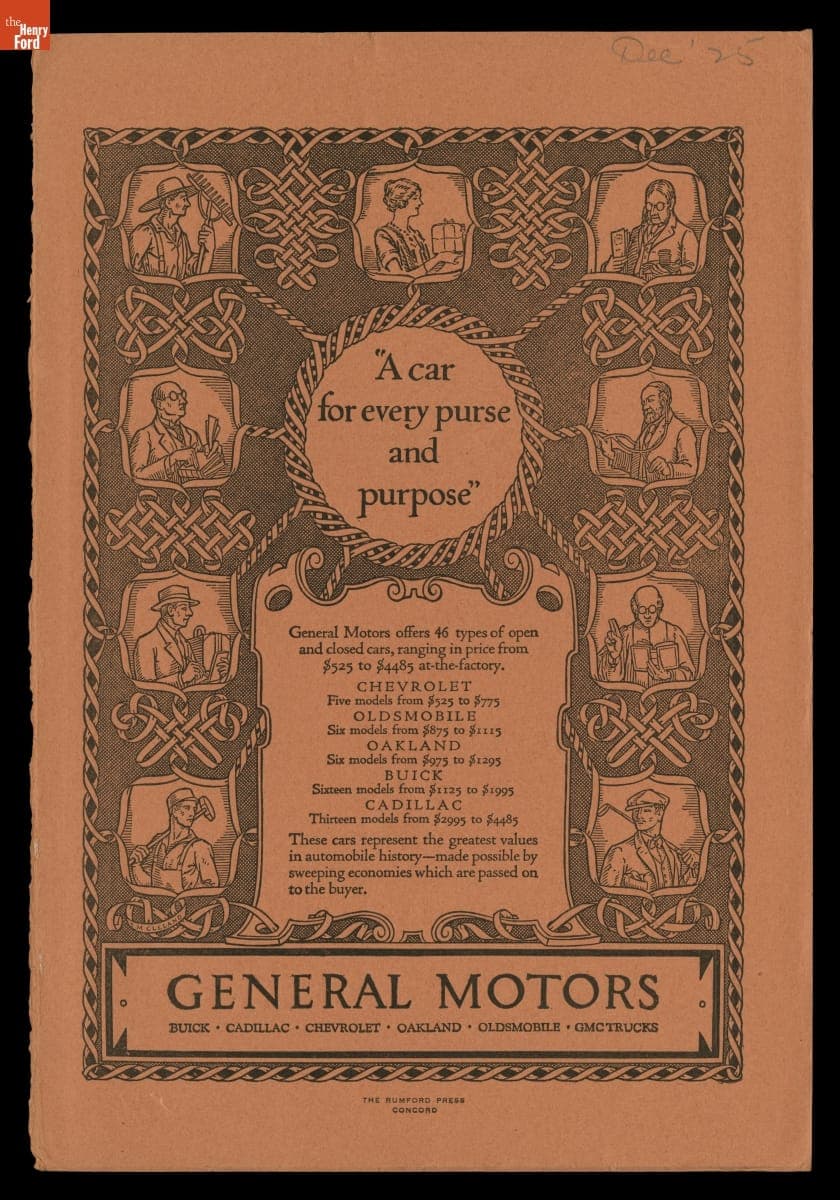 the
Henry
Ford
Dec '25
"A car
for every purse
and
purpose"
General Motors offers 46 types of open
and closed cars, ranging in price from
$525 to $4485 at-the-factory.
CHEVROLET
Five models from $525 to $775
OLDSMOBILE
Six models from $875 to $1115
OAKLAND
Six models from $975 to $1295
BUICK
Sixteen models from $1125 to $1995
CADILLAC
Thirteen models from $2995 to $4485
These cars represent the greatest values
in automobile history—made possible by
sweeping economies which are passed on
to the buyer.
McCLELAND
GENERAL MOTORS
BUICK · CADILLAC · CHEVROLET · OAKLAND · OLDSMOBILE · GMC TRUCKS
THE RUMFORD PRESS
CONCORD